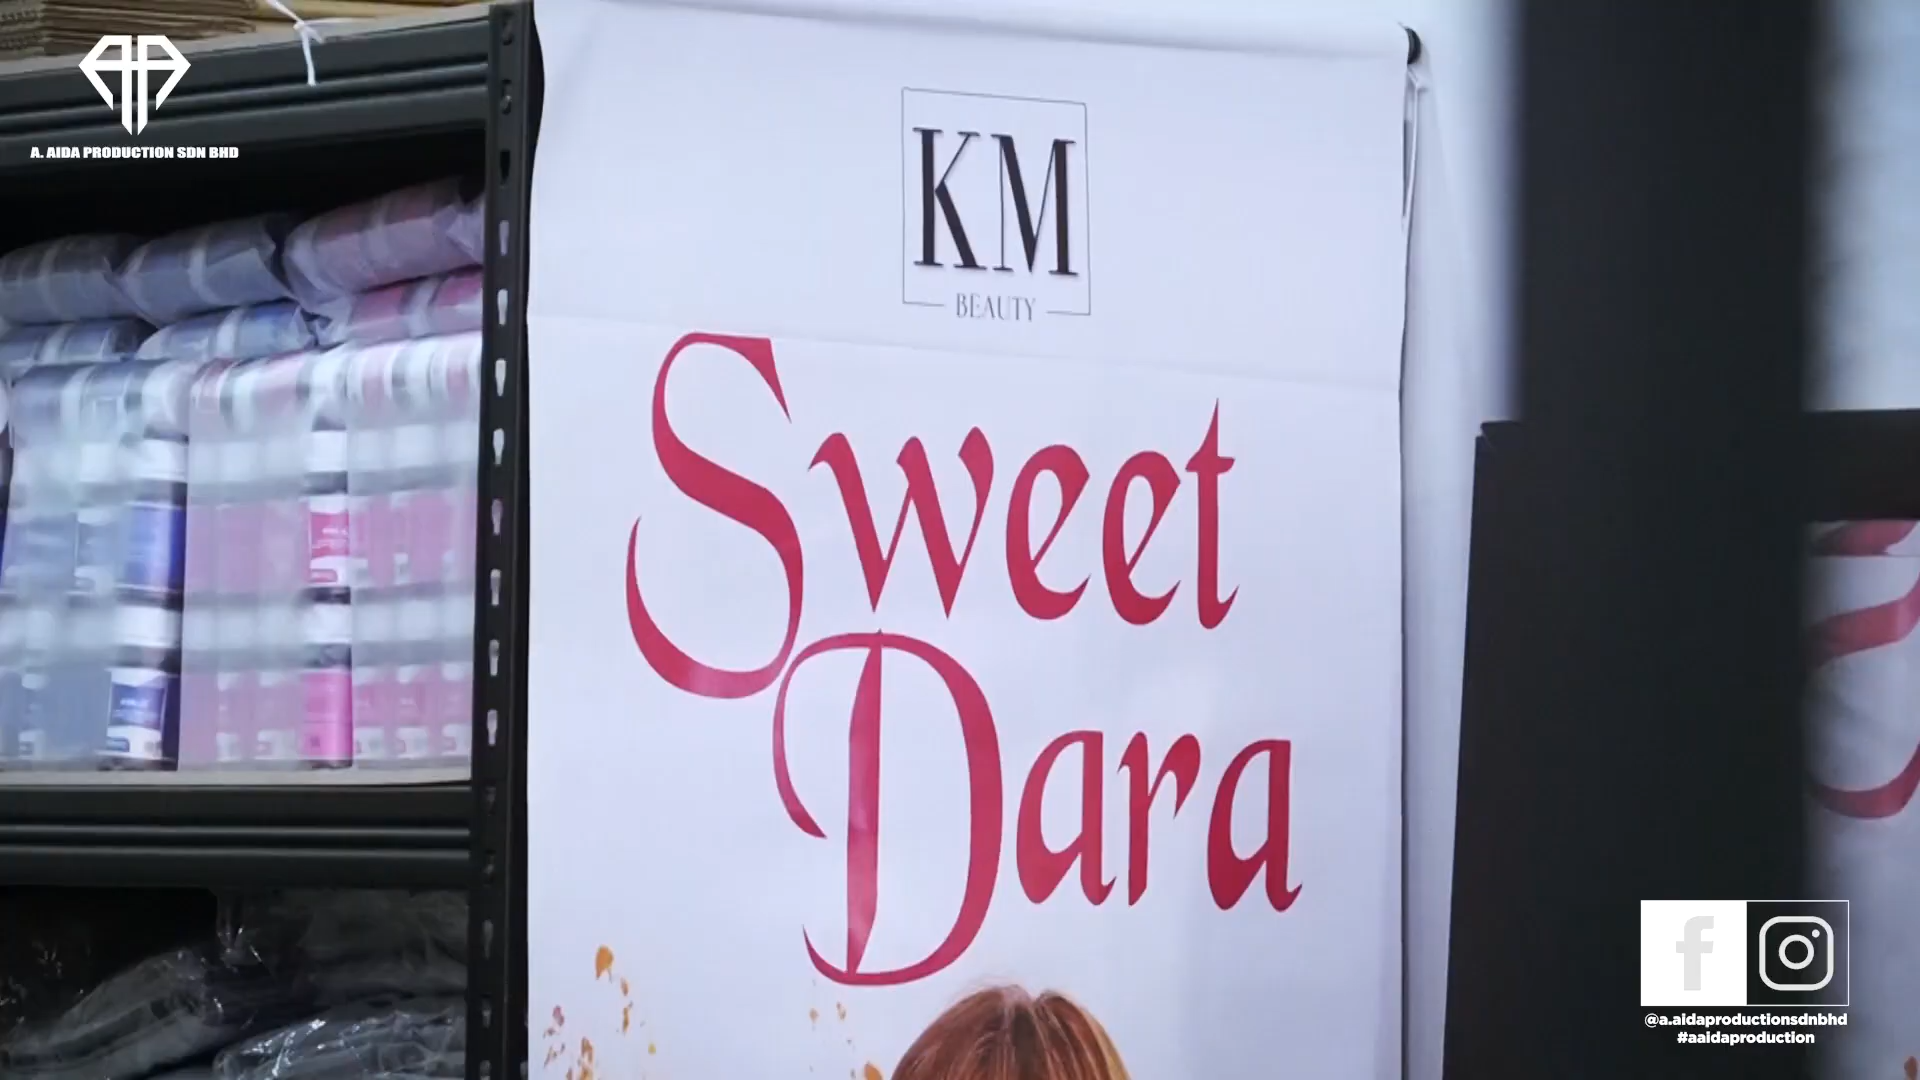 A. AIDA PRODUCTION SDN BHD
KM
BEAUTY
Sweet
Dara
@a.aidaproductionsdnbhd
#aaidaproduction